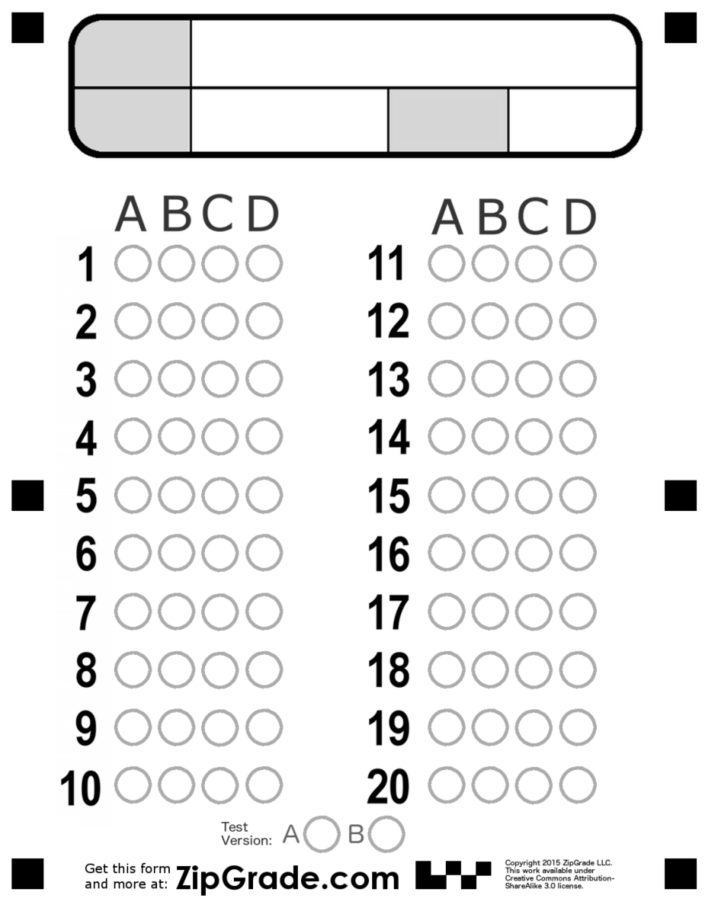 A B C D
1
2
3
4
5
6
7
8
9
10
A B C D
11
12
13
14
15
16
17
18
19
20
Test
Version: A B
Get this form
and more at: ZipGrade.com
Copyright 2015 ZipGrade LLC.
This work available under
Creative Commons Attribution-
ShareAlike 3.0 license.